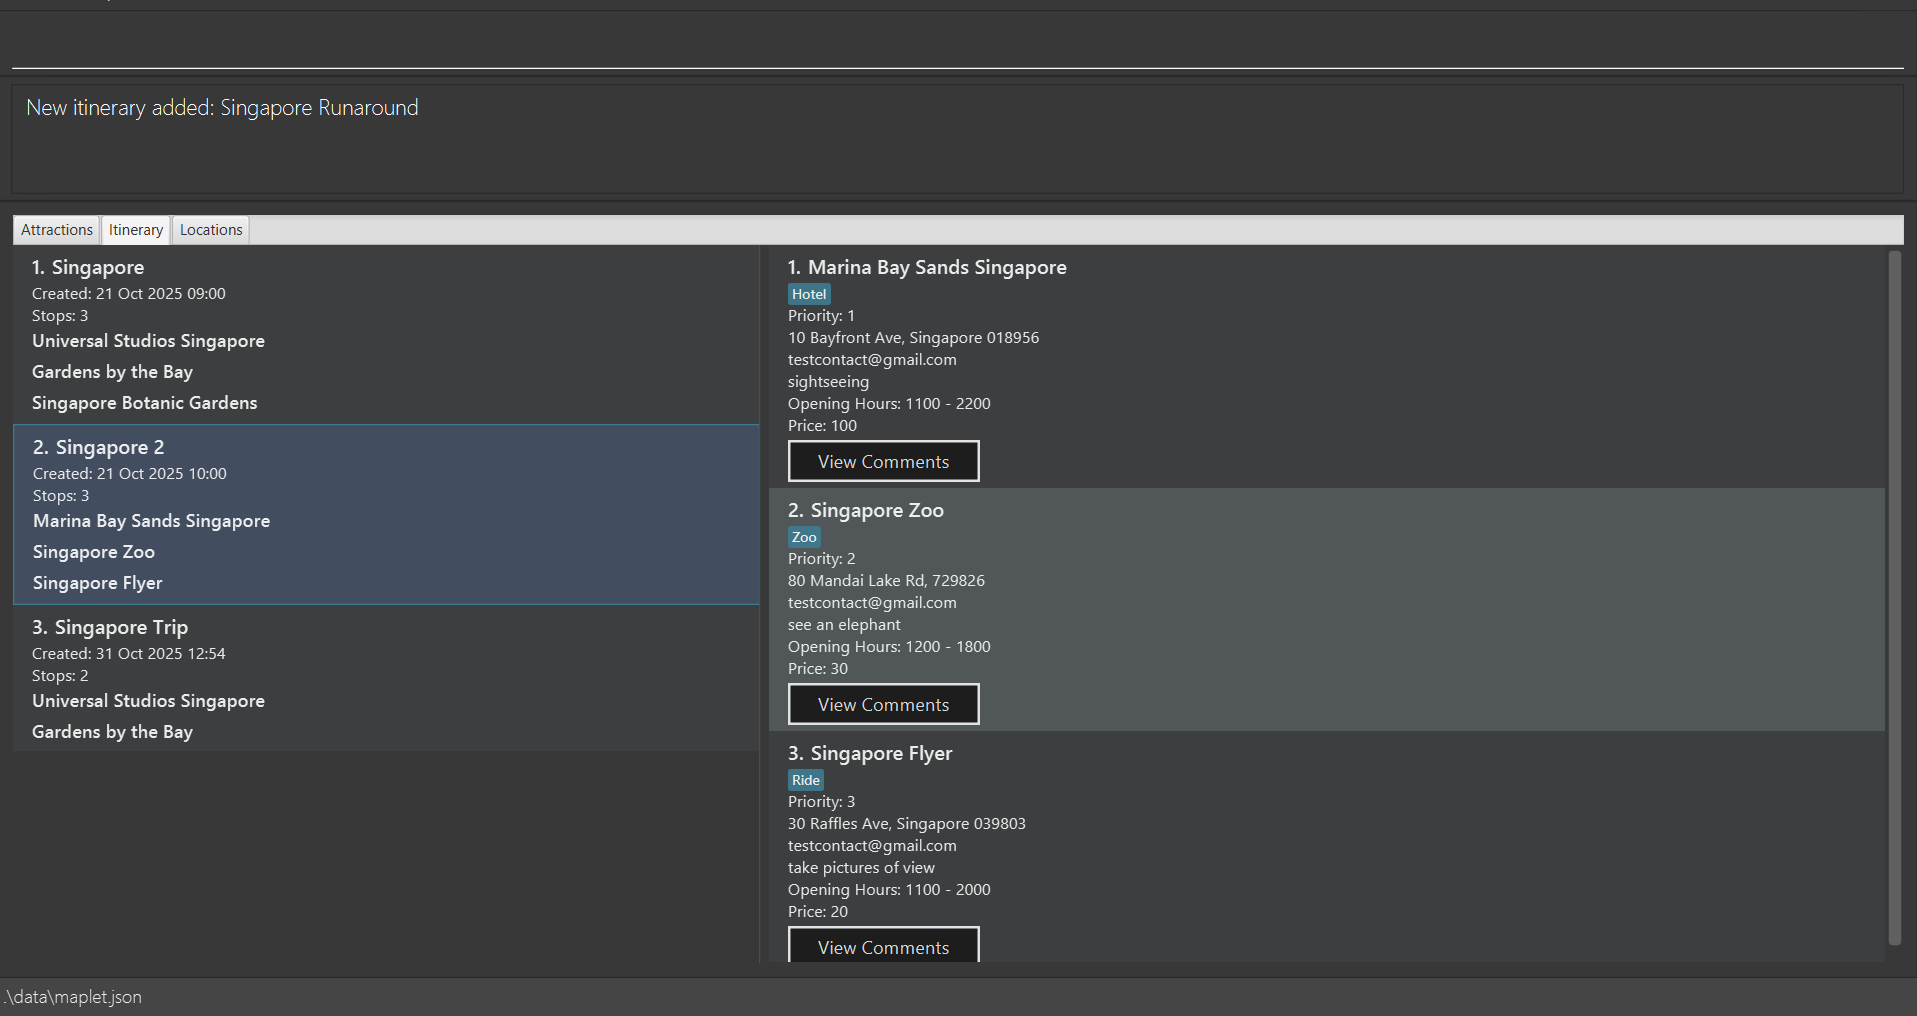 New itinerary added: Singapore Runaround
Attractions
Itinerary
Locations
1. Singapore
Created: 21 Oct 2025 09:00
Stops: 3
Universal Studios Singapore
Gardens by the Bay
Singapore Botanic Gardens
2. Singapore 2
Created: 21 Oct 2025 10:00
Stops: 3
Marina Bay Sands Singapore
Singapore Zoo
Singapore Flyer
3. Singapore Trip
Created: 31 Oct 2025 12:54
Stops: 2
Universal Studios Singapore
Gardens by the Bay
1. Marina Bay Sands Singapore
Hotel
Priority: 1
10 Bayfront Ave, Singapore 018956
testcontact@gmail.com
sightseeing
Opening Hours: 1100 - 2200
Price: 100
View Comments
2. Singapore Zoo
Zoo
Priority: 2
80 Mandai Lake Rd, 729826
testcontact@gmail.com
see an elephant
Opening Hours: 1200 - 1800
Price: 30
View Comments
3. Singapore Flyer
Ride
Priority: 3
30 Raffles Ave, Singapore 039803
testcontact@gmail.com
take pictures of view
Opening Hours: 1100 - 2000
Price: 20
View Comments
.\data\maplet.json